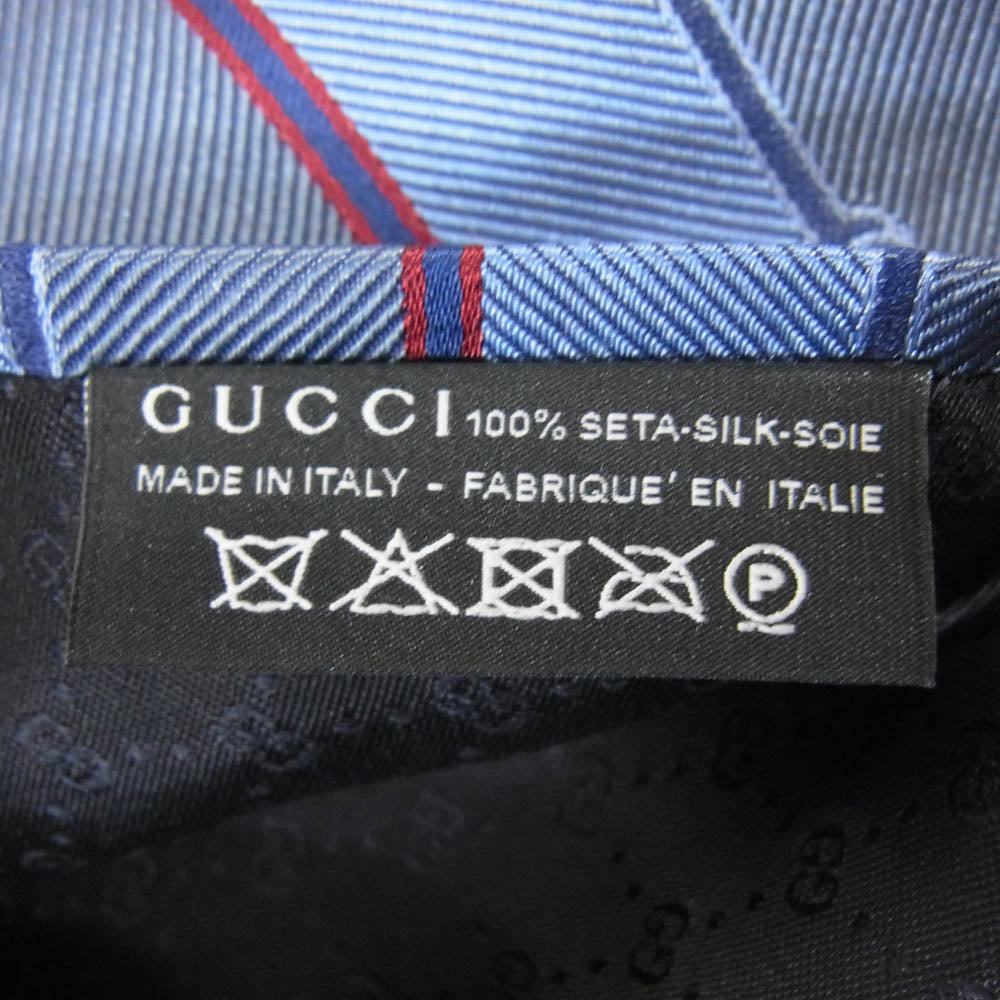 GUCCI 100% SETA-SILK-SOIE
MADE IN ITALY - FABRIQUE' EN ITALIE
P